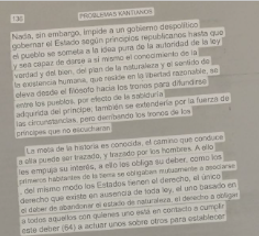 136 PROBLEMAS KANTIANOS
Nada, sin embargo, impide a un gobierno despótico
gobernar el Estado según principios republicanos hasta que
el pueblo se someta a la idea pura de la autoridad de la ley
y sea capaz de darse a sí mismo el conocimiento de la
verdad y del bien, del plan de la naturaleza y el sentido de
la existencia humana, que reside en la libertad razonable, se
eleva desde el filósofo hacia los tronos para difundirse
entre los pueblos, por efecto de la sabiduría
adquirida del príncipe, también se extendería por la fuerza de
las circunstancias, pero derribando los tronos de los
príncipes que no escucharon.
La meta de la historia es conocida, el camino que conduce
a ella puede ser trazado, y trazado por los hombres. A ello
les empuja su interés, a ello les obliga su deber, como los
primeros habitantes de la tierra se obligaban mutuamente a asociarse
del mismo modo los Estados tienen el derecho, el único
derecho que existe en ausencia de toda ley, el uno basado en
el deber de abandonar el estado de naturaleza, el derecho a obligar
a todos aquellos con quienes uno está en contacto a cumplir
este deber (64) a actuar unos sobre otros para establecer